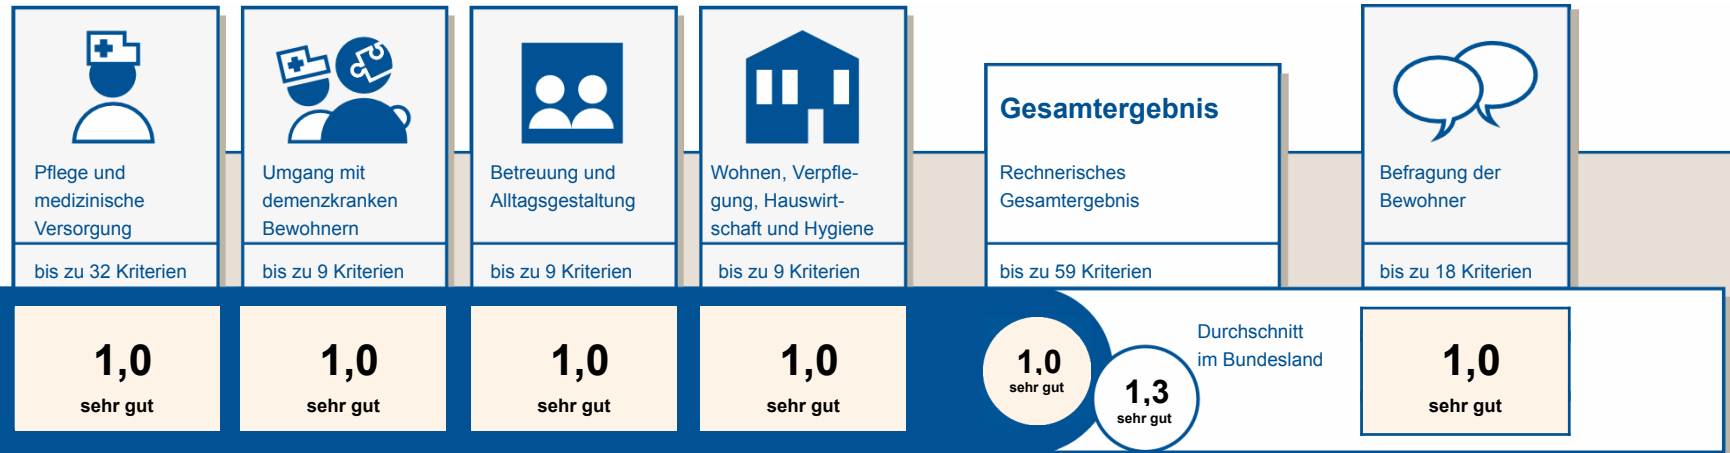 Pflege und
medizinische
Versorgung
bis zu 32 Kriterien
1,0
sehr gut
Umgang mit
demenzkranken
Bewohnern
bis zu 9 Kriterien
1,0
sehr gut
Betreuung und
Alltagsgestaltung
bis zu 9 Kriterien
1,0
sehr gut
Wohnen, Verpfle-
gung, Hauswirt-
schaft und Hygiene
bis zu 9 Kriterien
1,0
sehr gut
Gesamtergebnis
Rechnerisches
Gesamtergebnis
bis zu 59 Kriterien
1,0
sehr gut
1,3
sehr gut
Durchschnitt
im Bundesland
Befragung der
Bewohner
bis zu 18 Kriterien
1,0
sehr gut